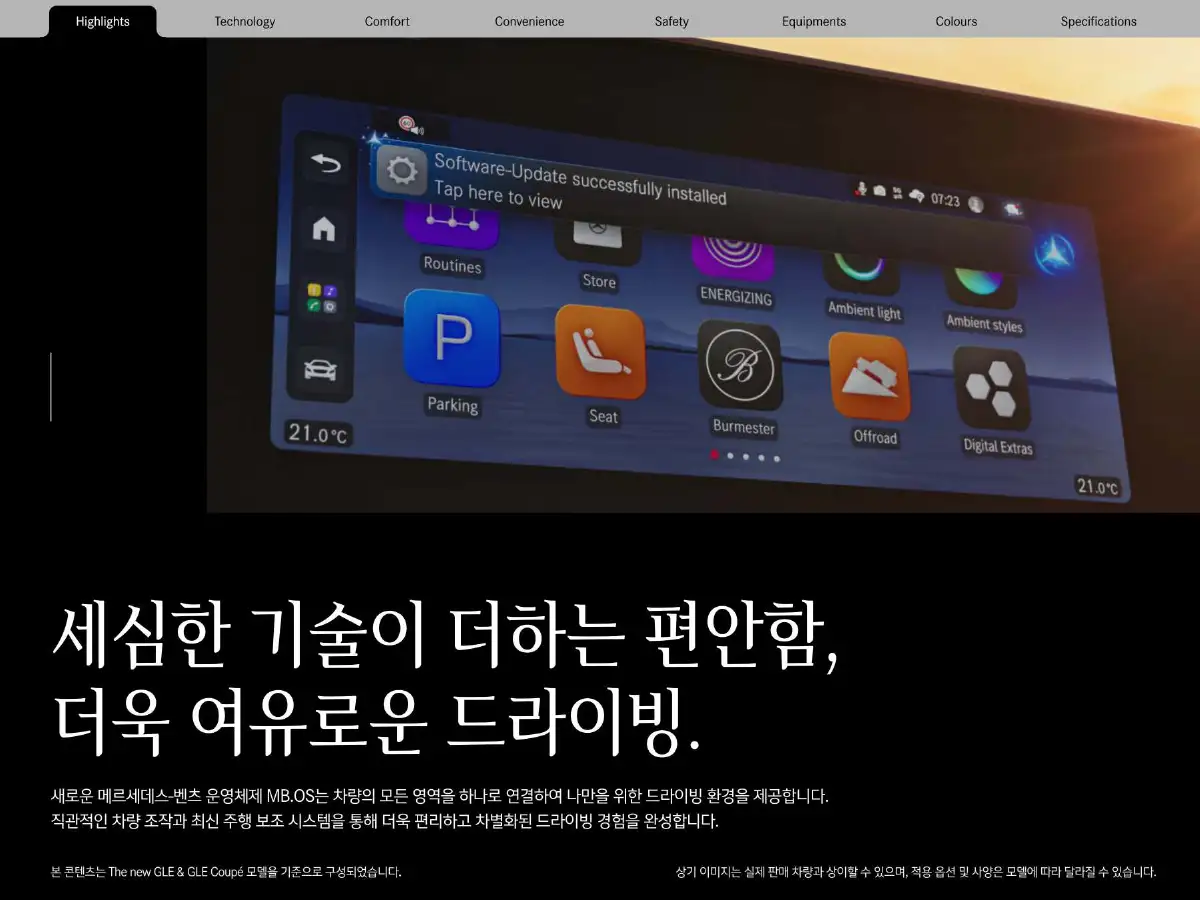 Highlights
Technology
Comfort
Convenience
Safety
Equipments
Colours
Specifications
Software-Update successfully installed
Tap here to view
07:23
Routines
Store
ENERGIZING
Ambient light
Ambient styles
P
Parking
Seat
B
Burmester
Offroad
Digital Extras
21.0°C
21.0°C
세심한 기술이 더하는 편안함,
더욱 여유로운 드라이빙.
새로운 메르세데스-벤츠 운영체제 MB.OS는 차량의 모든 영역을 하나로 연결하여 나만을 위한 드라이빙 환경을 제공합니다.
직관적인 차량 조작과 최신 주행 보조 시스템을 통해 더욱 편리하고 차별화된 드라이빙 경험을 완성합니다.
본 콘텐츠는 The new GLE & GLE Coupé 모델을 기준으로 구성되었습니다.
상기 이미지는 실제 판매 차량과 상이할 수 있으며, 적용 옵션 및 사양은 모델에 따라 달라질 수 있습니다.